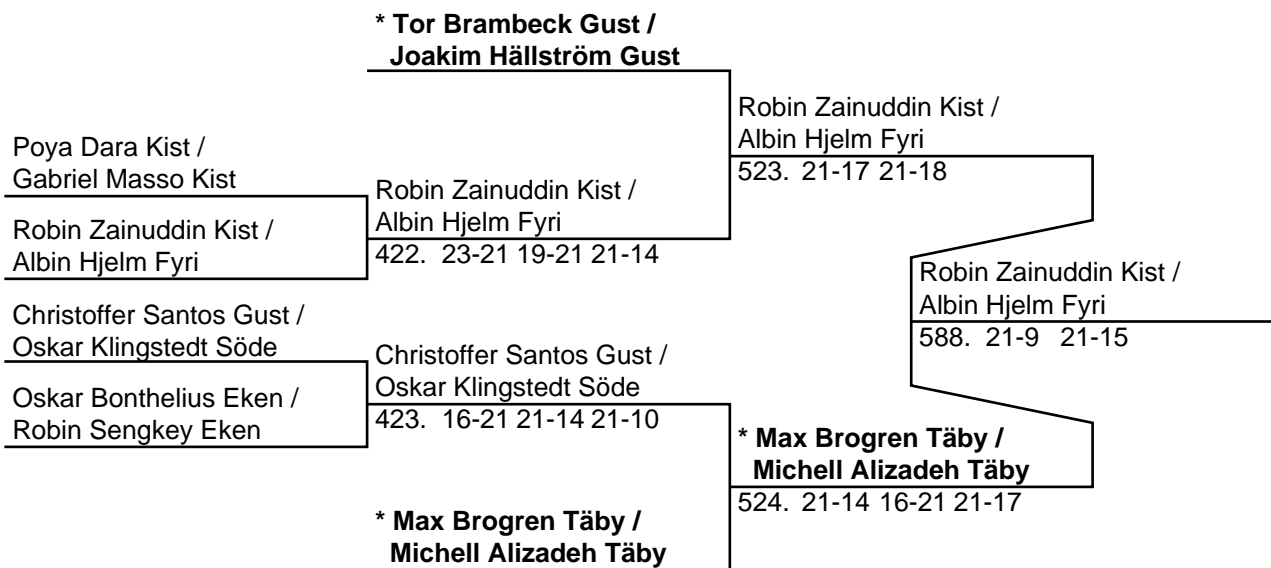 * Tor Brambeck Gust /
Joakim Hällström Gust
Robin Zainuddin Kist /
Albin Hjelm Fyri
523. 21-17 21-18
Poya Dara Kist /
Gabriel Masso Kist
Robin Zainuddin Kist /
Albin Hjelm Fyri
422. 23-21 19-21 21-14
Robin Zainuddin Kist /
Albin Hjelm Fyri
Robin Zainuddin Kist /
Albin Hjelm Fyri
588. 21-9 21-15
Christoffer Santos Gust /
Oskar Klingstedt Söde
Christoffer Santos Gust /
Oskar Klingstedt Söde
423. 16-21 21-14 21-10
Oskar Bonthelius Eken /
Robin Sengkey Eken
* Max Brogren Täby /
Michell Alizadeh Täby
524. 21-14 16-21 21-17
* Max Brogren Täby /
Michell Alizadeh Täby